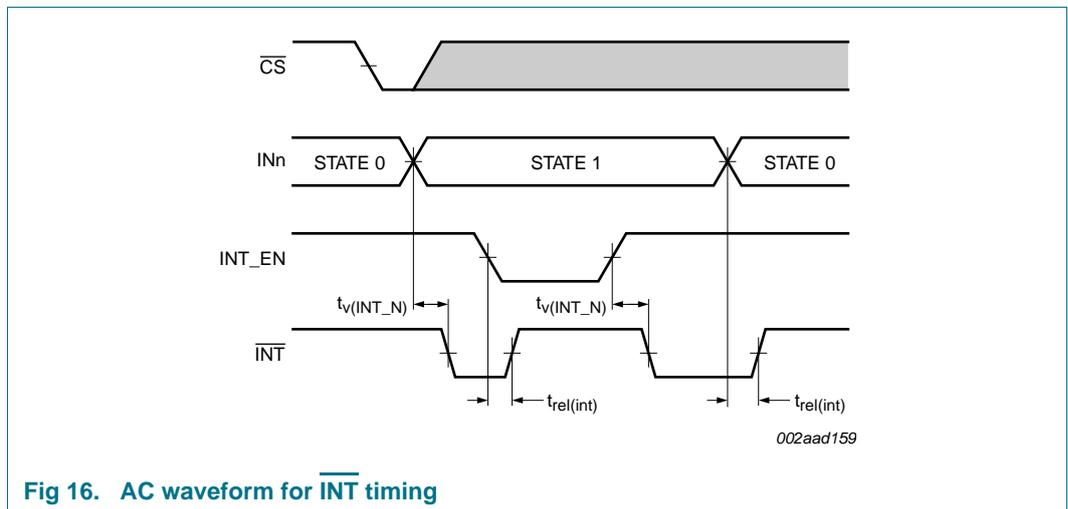 CS
INn STATE 0 STATE 1 STATE 0
INT_EN
tv(INT_N) tv(INT_N)
INT
trel(int) trel(int)
002aad159
Fig 16. AC waveform for INT timing